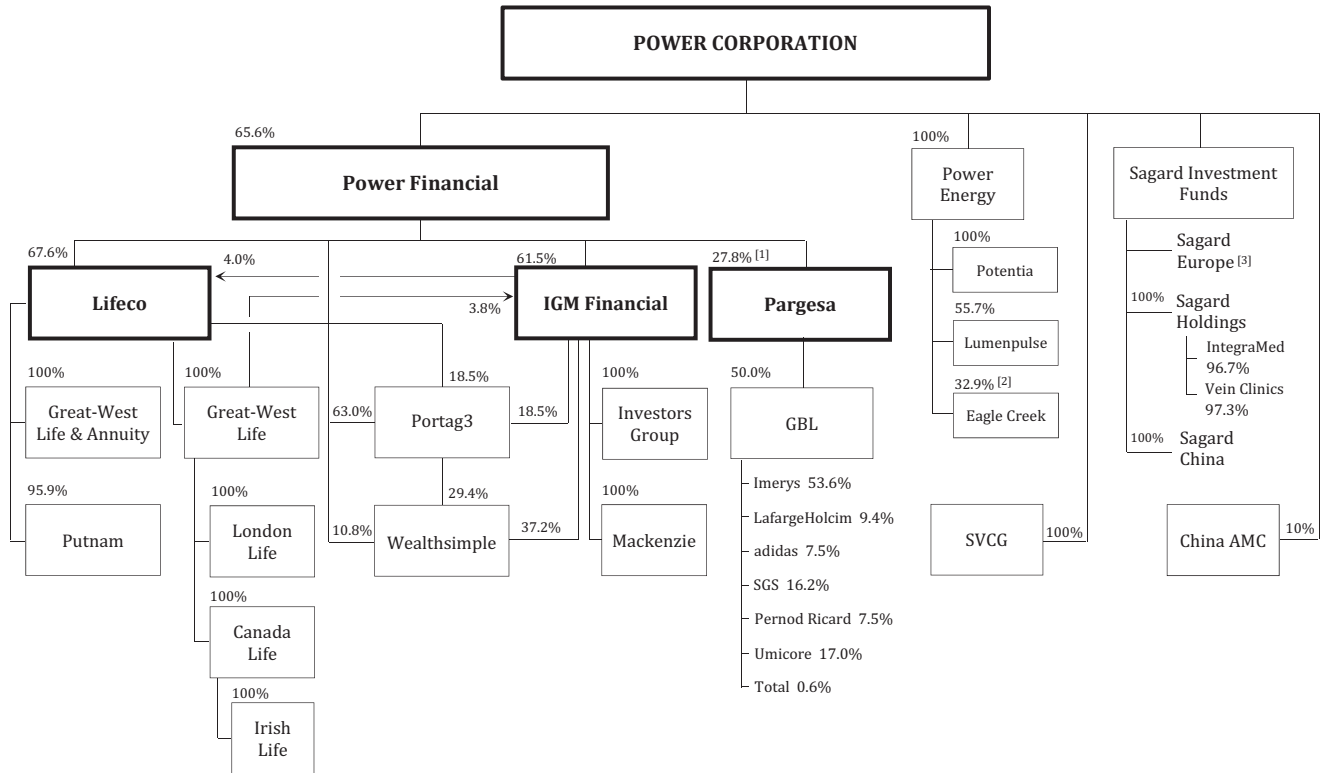 POWER CORPORATION
65.6%
Power Financial
100%
Power
Energy
Sagard Investment
Funds
67.6%
4.0%
61.5%
27.8% [1]
Lifeco
3.8%
IGM Financial
Pargesa
100%
Potentia
55.7%
Lumenpulse
32.9% [2]
Eagle Creek
Sagard
Europe [3]
100%
Sagard
Holdings
IntegraMed
96.7%
Vein Clinics
97.3%
100%
Sagard
China
100%
Great-West
Life & Annuity
100%
Great-West
Life
18.5%
63.0%
Portag3
18.5%
100%
Investors
Group
50.0%
GBL
95.9%
Putnam
100%
London
Life
29.4%
10.8%
Wealthsimple
37.2%
100%
Mackenzie
Imerys 53.6%
LafargeHolcim 9.4%
adidas 7.5%
SGS 16.2%
Pernod Ricard 7.5%
Umicore 17.0%
Total 0.6%
SVCG
100%
China AMC
10%
100%
Canada
Life
100%
Irish
Life